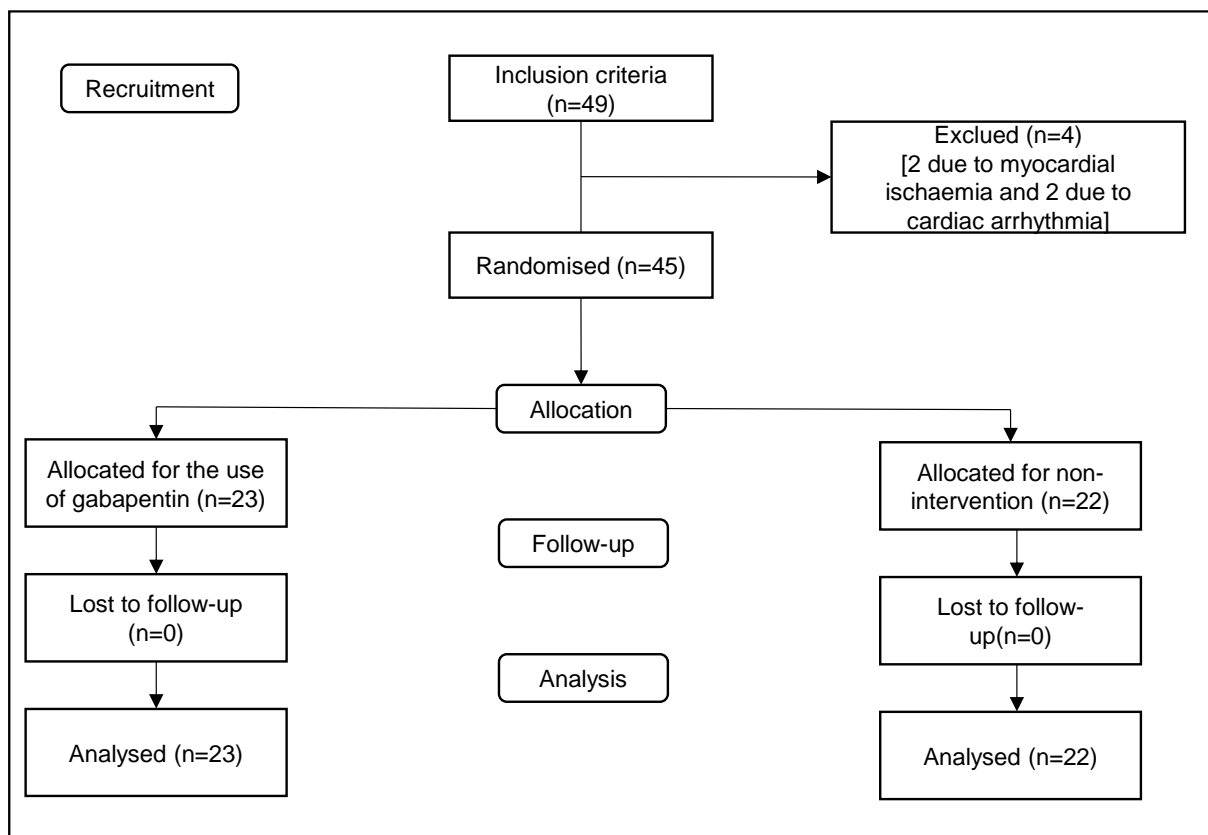 Recruitment
Inclusion criteria
(n=49)
Exclued (n=4)
[2 due to myocardial
ischaemia and 2 due to
cardiac arrhythmia]
Randomised (n=45)
Allocation
Allocated for the use
of gabapentin (n=23)
Allocated for non-
intervention (n=22)
Follow-up
Lost to follow-up
(n=0)
Lost to follow-
up(n=0)
Analysis
Analysed (n=23)
Analysed (n=22)